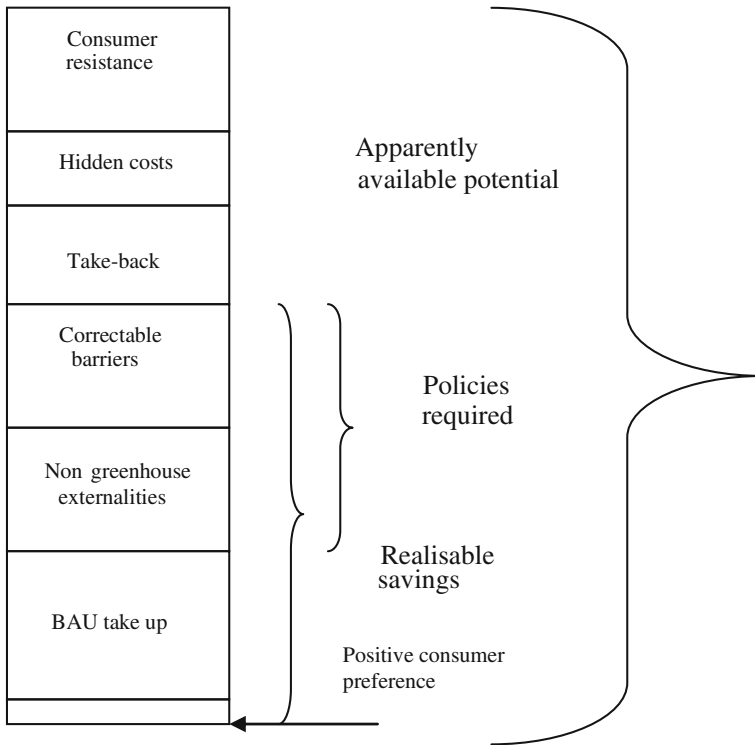 Consumer
resistance
Hidden costs
Take-back
Correctable
barriers
Non greenhouse
externalities
BAU take up
Apparently
available potential
Policies
required
Realisable
savings
Positive consumer
preference